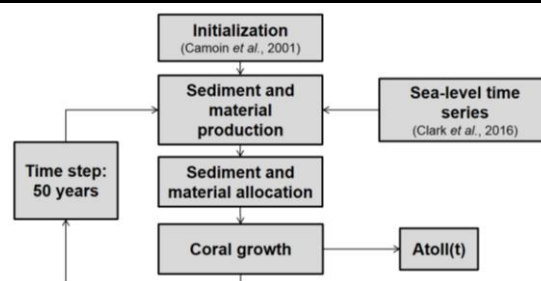 Initialization
(Camoin et al., 2001)
Sediment and
material
production
Sea-level time
series
(Clark et al., 2016)
Time step:
50 years
Sediment and
material allocation
Coral growth
Atoll(t)